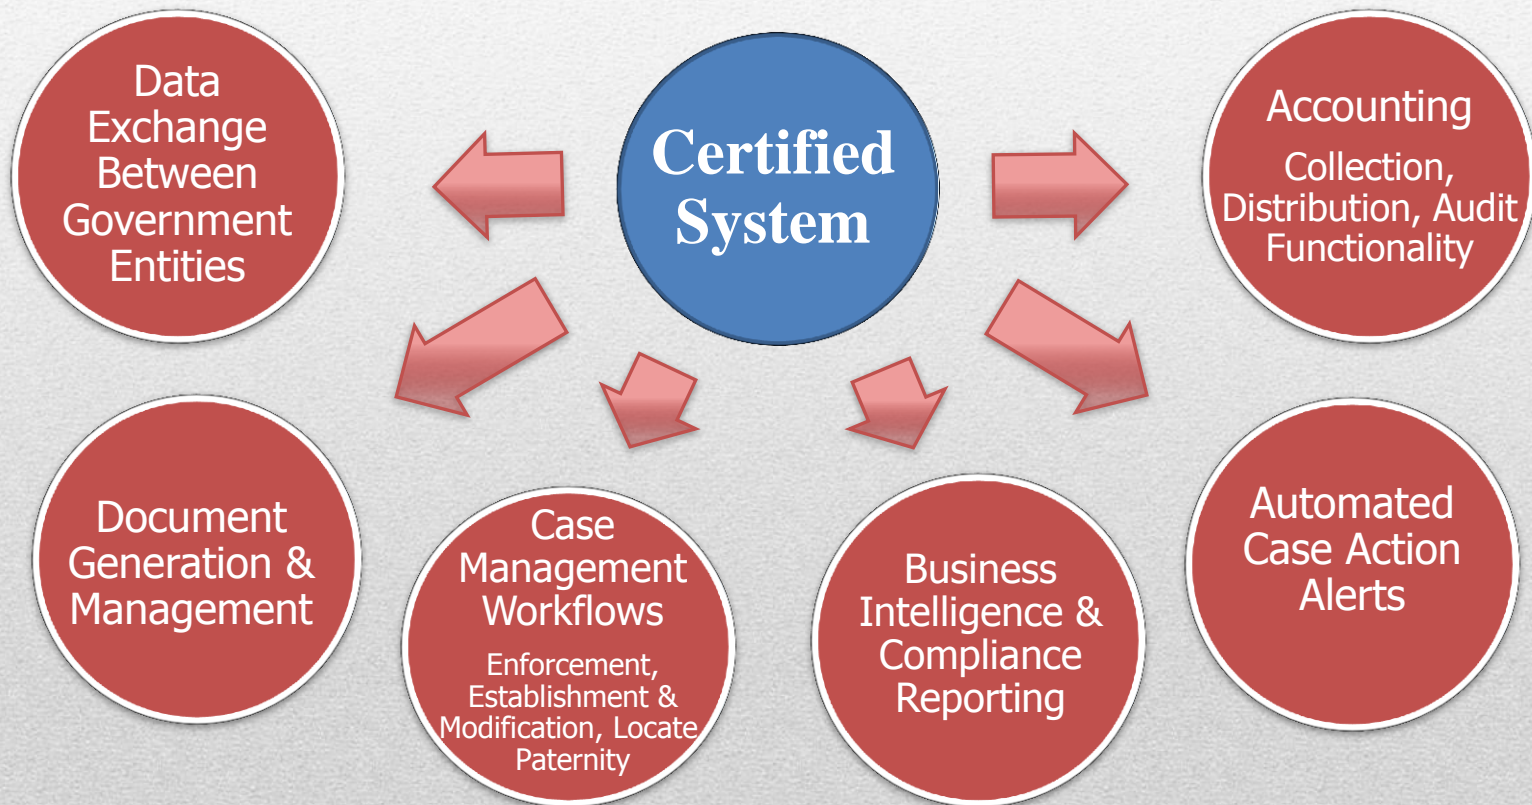 Certified
System
Data
Exchange
Between
Government
Entities
Document
Generation &
Management
Case
Management
Workflows
Enforcement,
Establishment &
Modification, Locate
Paternity
Business
Intelligence &
Compliance
Reporting
Automated
Case Action
Alerts
Accounting
Collection,
Distribution, Audit
Functionality